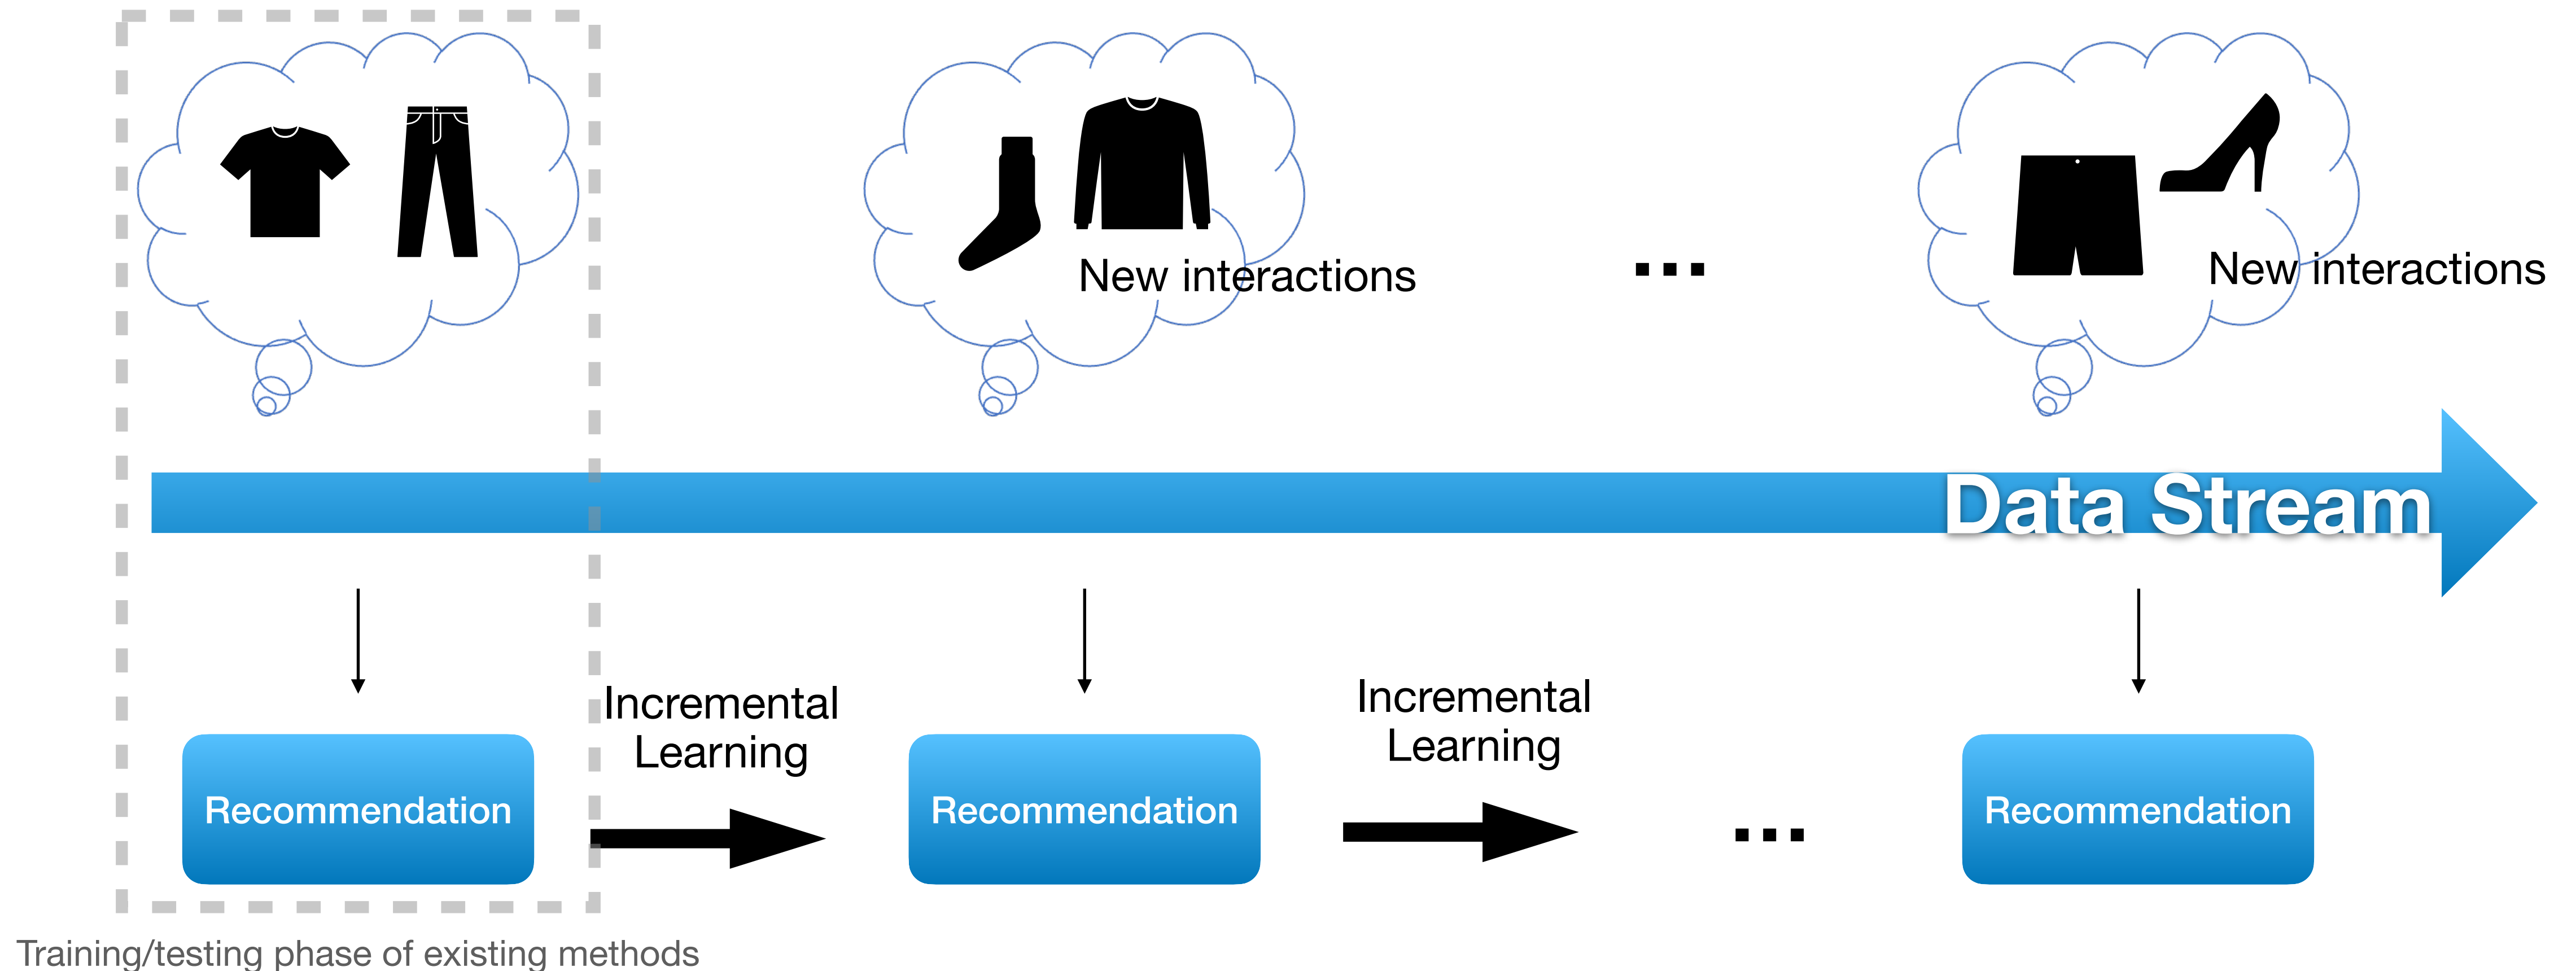 New interactions
...
New interactions
Data Stream
Incremental
Learning
Incremental
Learning
Recommendation
Recommendation
...
Recommendation
Training/testing phase of existing methods